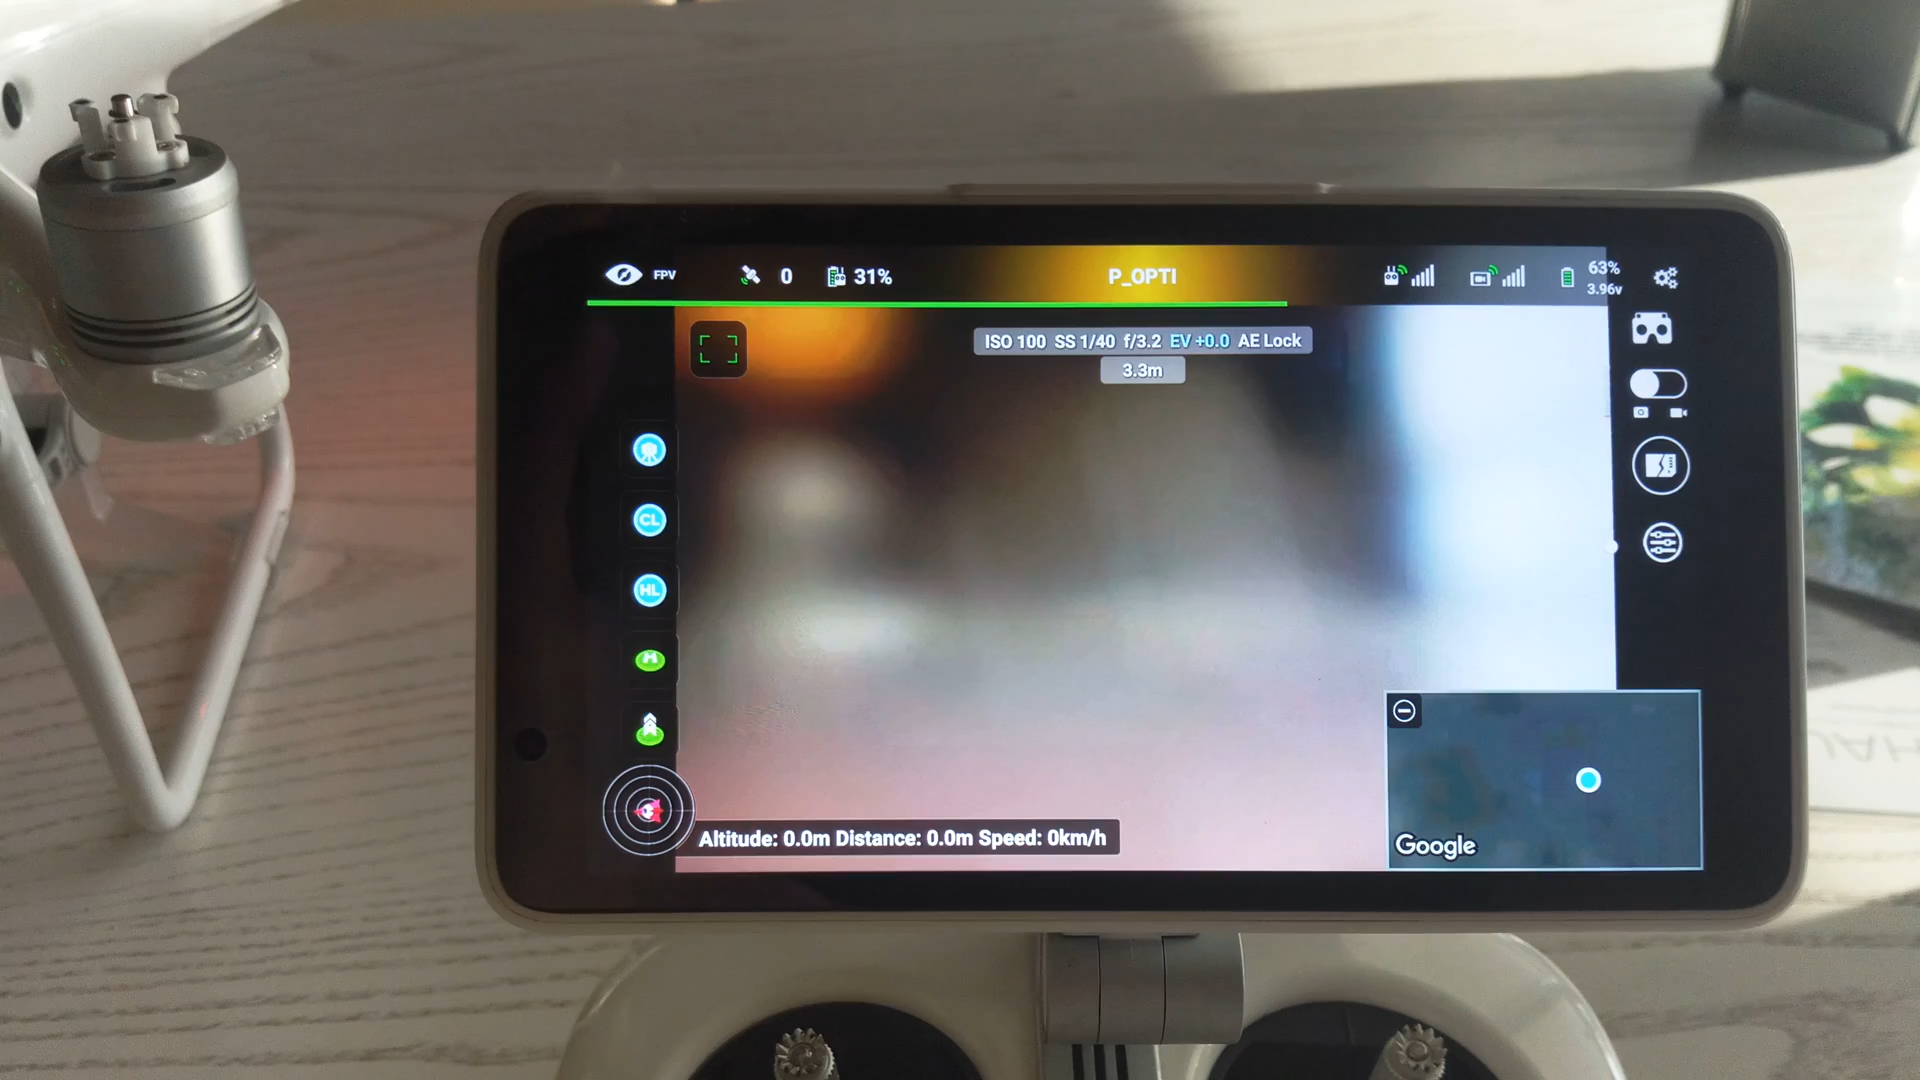 FPV 0 31% P_OPTI 63%
3.96v
ISO 100 SS 1/40 f/3.2 EV +0.0 AE Lock
3.3m
CL
HL
H
Altitude: 0.0m Distance: 0.0m Speed: 0km/h
Google